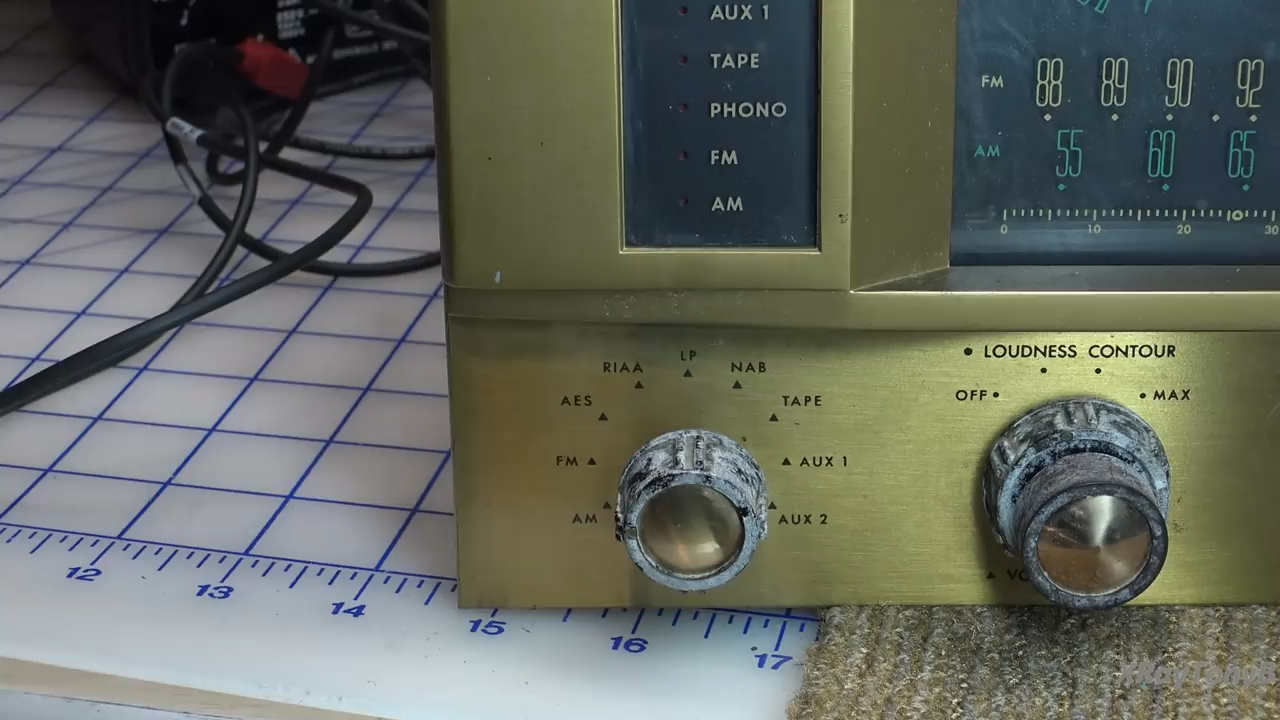 AUX 1
TAPE
PHONO
FM
AM
FM 88 89 90 92
AM 55 60 65
0 10 20 30
LOUDNESS CONTOUR
OFF MAX
LP
RIAA NAB
AES TAPE
FM AUX 1
AM AUX 2
12 13 14 15 16 17
XRayTonyB